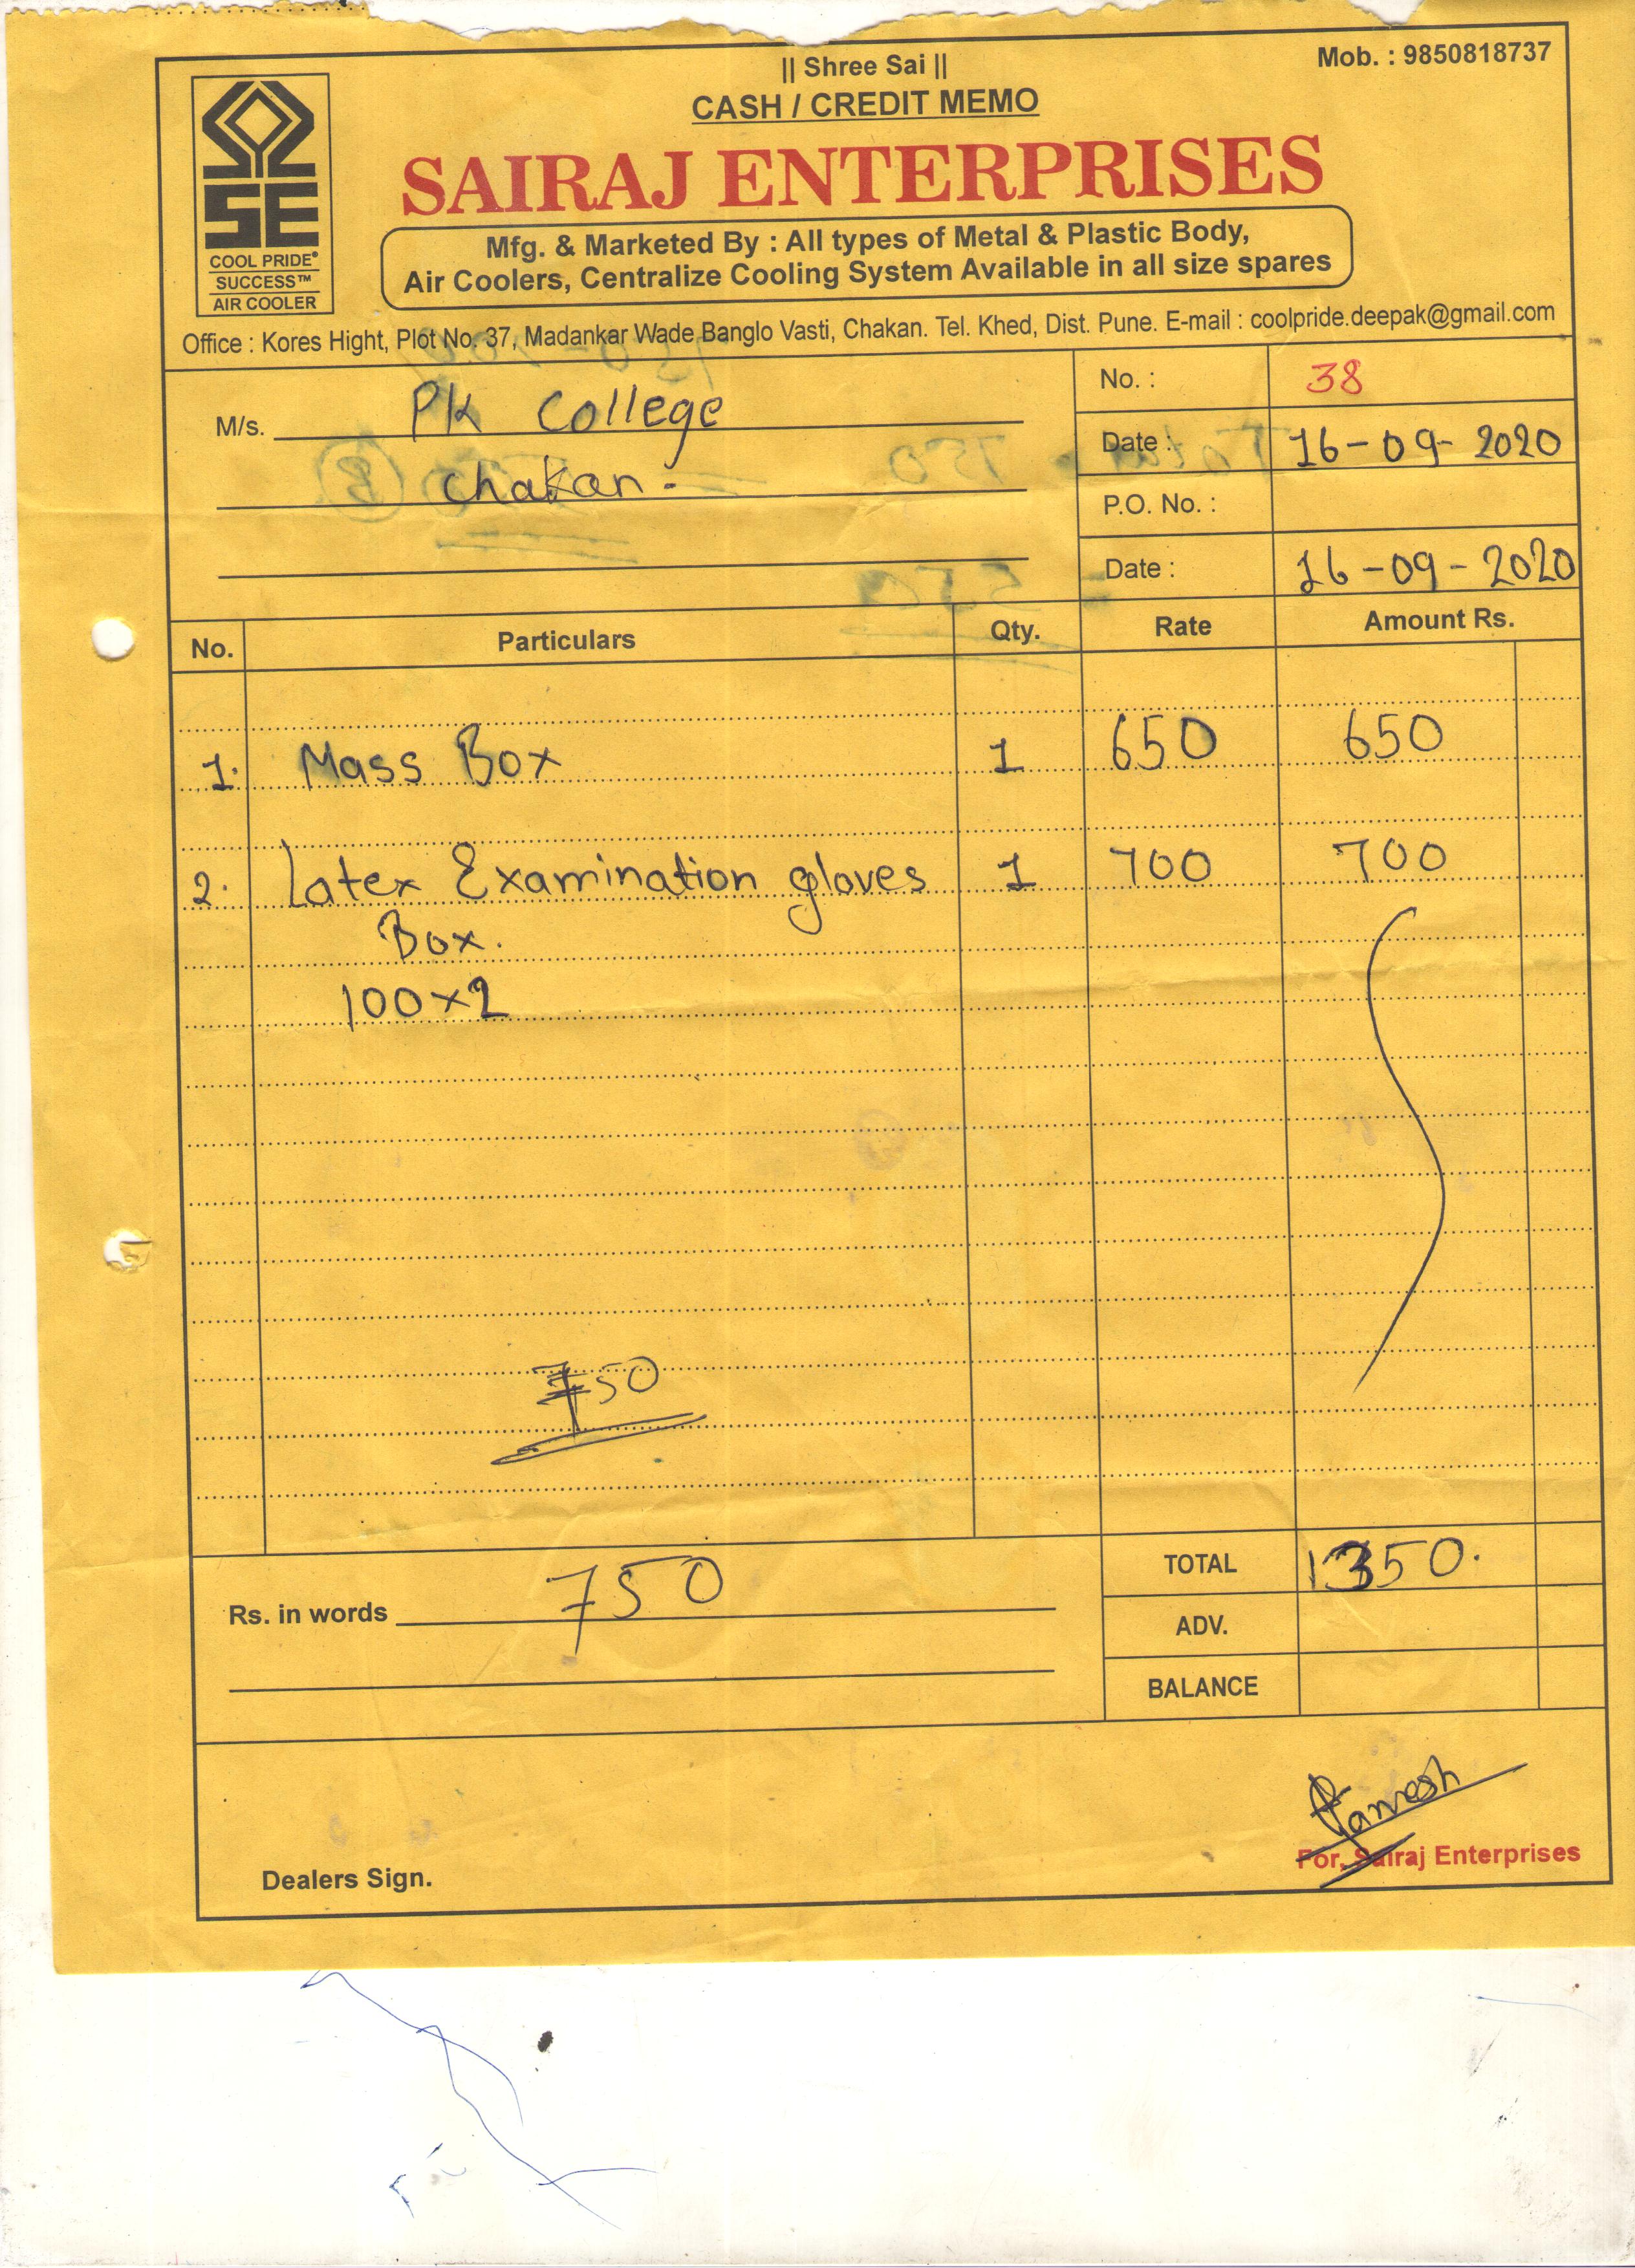 || Shree Sai ||
Mob. : 9850818737
CASH / CREDIT MEMO
SAIRAJ ENTERPRISES
SE
COOL PRIDE®
SUCCESS™
AIR COOLER
Mfg. & Marketed By : All types of Metal & Plastic Body,
Air Coolers, Centralize Cooling System Available in all size spares
Office : Kores Hight, Plot No. 37, Madankar Wade Banglo Vasti, Chakan. Tel. Khed, Dist. Pune. E-mail : coolpride.deepak@gmail.com
M/s. PK College
chakan.
No. : 38
Date : 16-09-2020
P.O. No. :
Date : 16-09-2020
No. Particulars Qty. Rate Amount Rs.
1. Mass Box 1 650 650
2. Latex Examination gloves 1 700 700
Box.
100×2
750
Rs. in words 750
TOTAL 1350.
ADV.
BALANCE
Dealers Sign.
For, Sairaj Enterprises